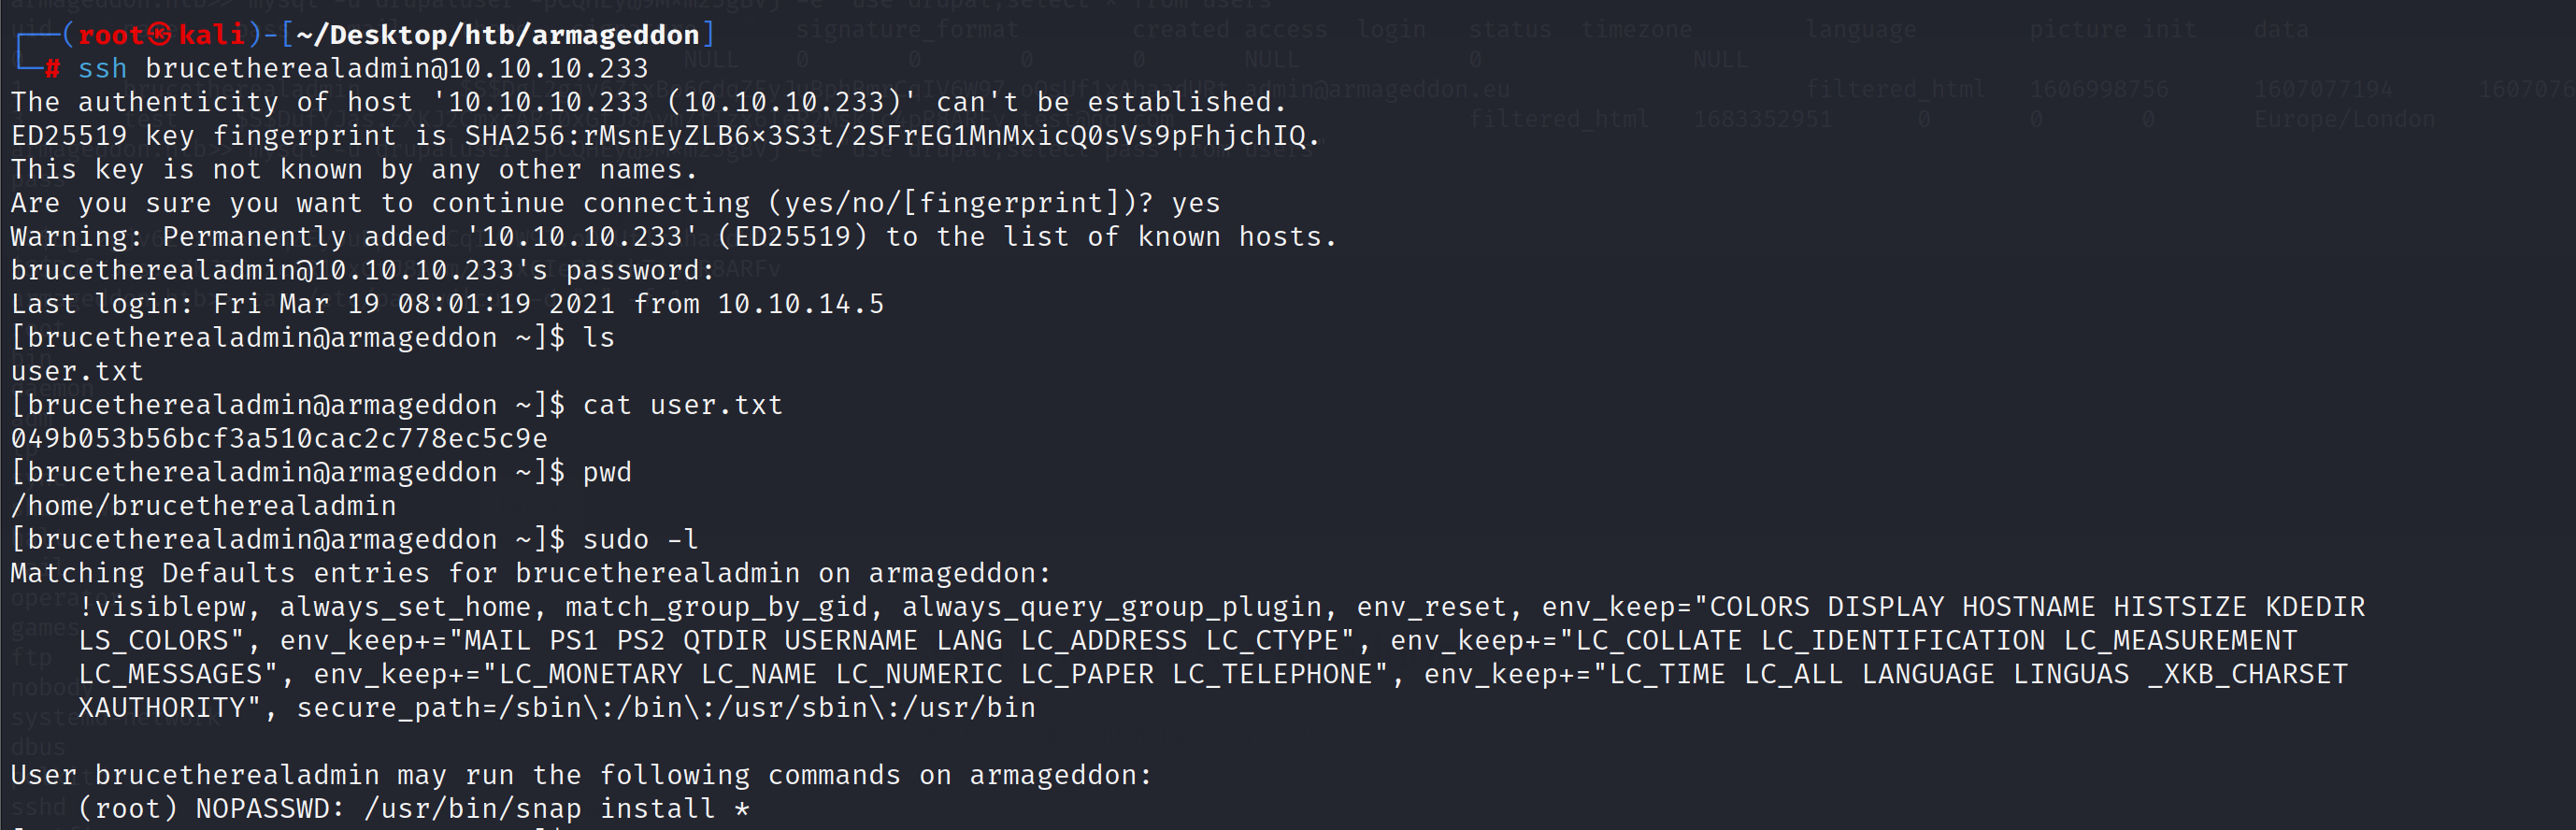 ┌──(root㉿kali)-[~/Desktop/htb/armageddon]
└─# ssh brucetherealadmin@10.10.10.233
The authenticity of host '10.10.10.233 (10.10.10.233)' can't be established.
ED25519 key fingerprint is SHA256:rMsnEyZLB6×3S3t/2SFrEG1MnMxicQ0sVs9pFhjchIQ.
This key is not known by any other names.
Are you sure you want to continue connecting (yes/no/[fingerprint])? yes
Warning: Permanently added '10.10.10.233' (ED25519) to the list of known hosts.
brucetherealadmin@10.10.10.233's password:
Last login: Fri Mar 19 08:01:19 2021 from 10.10.14.5
[brucetherealadmin@armageddon ~]$ ls
user.txt
[brucetherealadmin@armageddon ~]$ cat user.txt
049b053b56bcf3a510cac2c778ec5c9e
[brucetherealadmin@armageddon ~]$ pwd
/home/brucetherealadmin
[brucetherealadmin@armageddon ~]$ sudo -l
Matching Defaults entries for brucetherealadmin on armageddon:
    !visiblepw, always_set_home, match_group_by_gid, always_query_group_plugin, env_reset, env_keep="COLORS DISPLAY HOSTNAME HISTSIZE KDEDIR
    LS_COLORS", env_keep+="MAIL PS1 PS2 QTDIR USERNAME LANG LC_ADDRESS LC_CTYPE", env_keep+="LC_COLLATE LC_IDENTIFICATION LC_MEASUREMENT
    LC_MESSAGES", env_keep+="LC_MONETARY LC_NAME LC_NUMERIC LC_PAPER LC_TELEPHONE", env_keep+="LC_TIME LC_ALL LANGUAGE LINGUAS _XKB_CHARSET
    XAUTHORITY", secure_path=/sbin\:/bin\:/usr/sbin\:/usr/bin
User brucetherealadmin may run the following commands on armageddon:
    (root) NOPASSWD: /usr/bin/snap install *